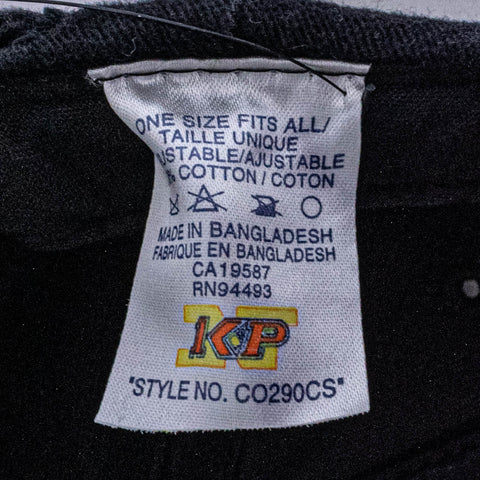 ONE SIZE FITS ALL/
TAILLE UNIQUE
USTABLE/AJUSTABLE
% COTTON / COTON
MADE IN BANGLADESH
FABRIQUE EN BANGLADESH
CA19587
RN94493
KP
"STYLE NO. CO290CS"